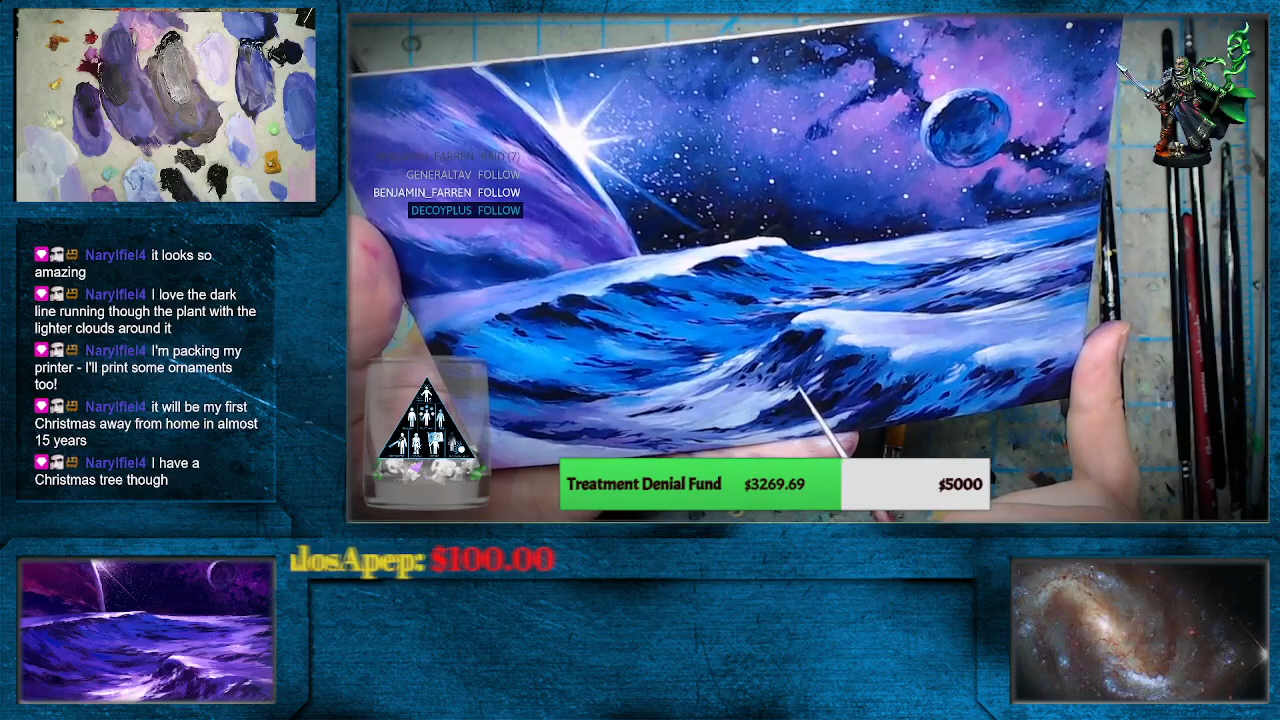 FARREN RAID (7)
GENERALTAV FOLLOW
BENJAMIN_FARREN FOLLOW
DECOYPLUS FOLLOW
Narylfiel4 it looks so
amazing
Narylfiel4 I love the dark
line running though the plant with the
lighter clouds around it
Narylfiel4 I'm packing my
printer - I'll print some ornaments
too!
Narylfiel4 it will be my first
Christmas away from home in almost
15 years
Narylfiel4 I have a
Christmas tree though
Treatment Denial Fund $3269.69 $5000
JosApep: $100.00